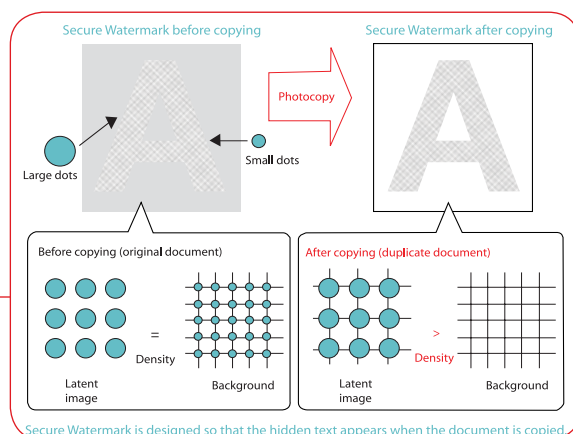 Secure Watermark before copying
Secure Watermark after copying
A
Photocopy
A
Large dots
Small dots
Before copying (original document)
=
Density
Latent
image
Background
After copying (duplicate document)
>
Density
Latent
image
Background
Secure Watermark is designed so that the hidden text appears when the document is copied.